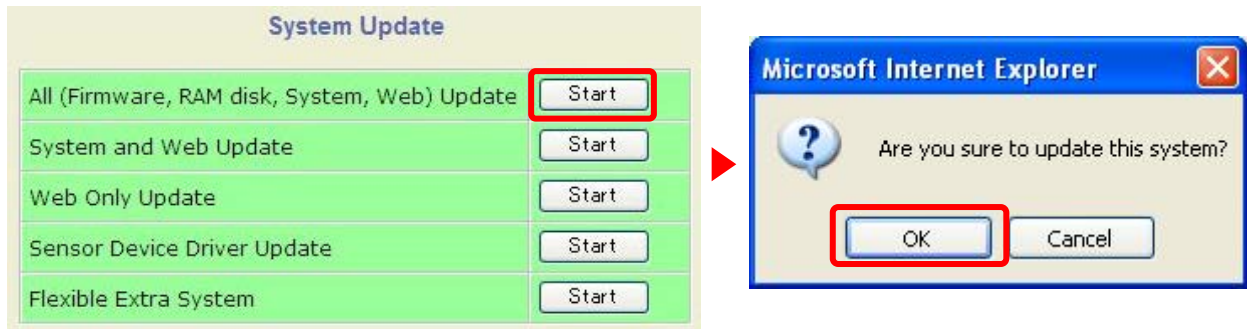 System Update
All (Firmware, RAM disk, System, Web) Update Start
System and Web Update Start
Web Only Update Start
Sensor Device Driver Update Start
Flexible Extra System Start
Microsoft Internet Explorer
Are you sure to update this system?
OK Cancel